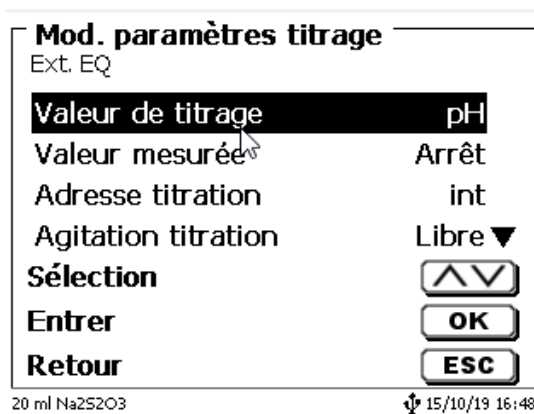 Mod. paramètres titrage
Ext. EQ
Valeur de titrage pH
Valeur mesurée Arrêt
Adresse titration int
Agitation titration Libre
Sélection
Entrer OK
Retour ESC
20 ml Na2S2O3 15/10/19 16:48